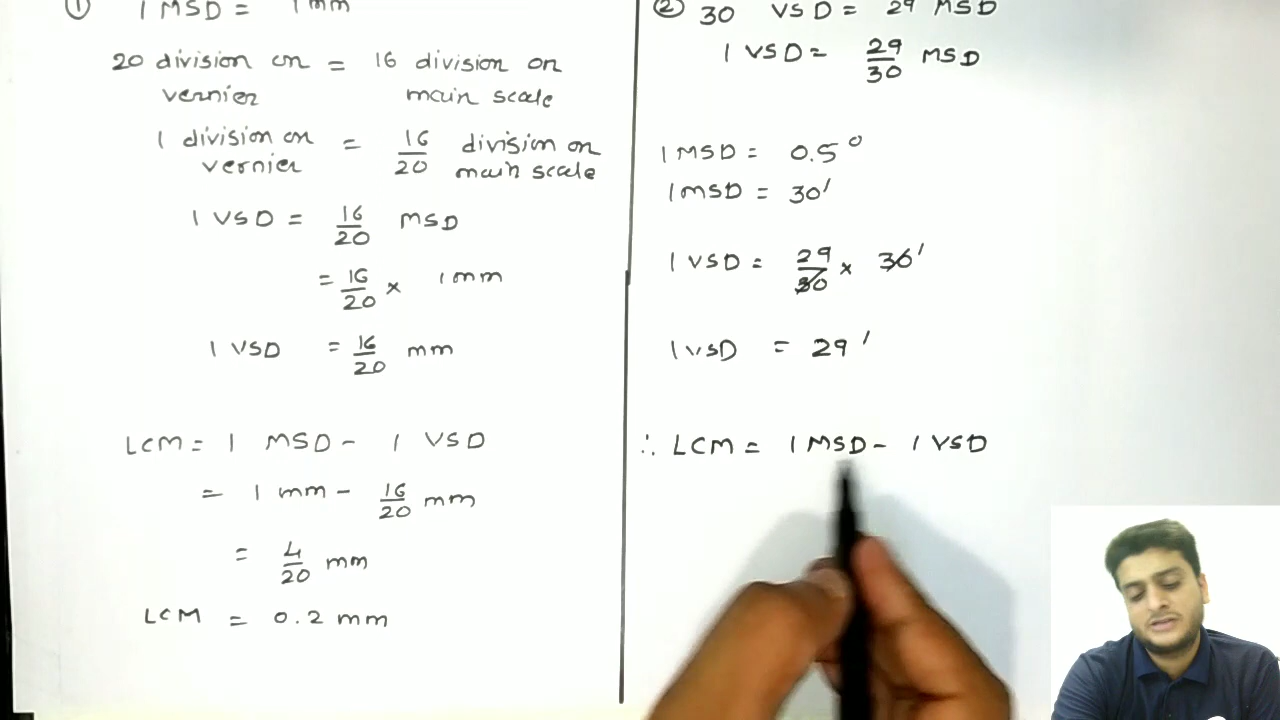 ① 1 MSD = 1 mm
20 division on = 16 division on
vernier main scale
1 division on = 16/20 division on
vernier main scale
1 VSD = 16/20 MSD
= 16/20 × 1 mm
1 VSD = 16/20 mm
LCM = 1 MSD - 1 VSD
= 1 mm - 16/20 mm
= 4/20 mm
LCM = 0.2 mm
② 30 VSD = 29 MSD
1 VSD = 29/30 MSD
1 MSD = 0.5°
1 MSD = 30'
1 VSD = 29/30 × 30'
1 VSD = 29'
∴ LCM = 1 MSD - 1 VSD